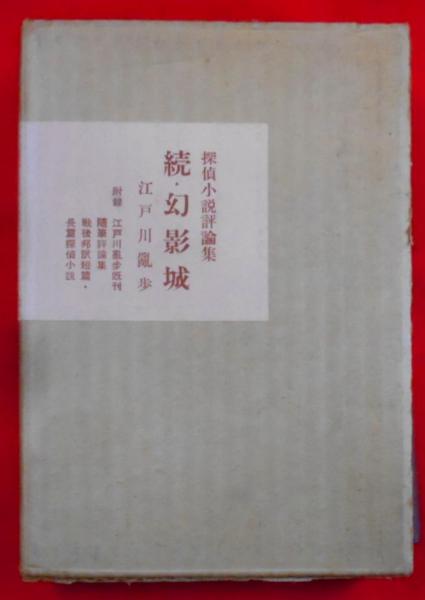 探偵小説評論集
続・幻影城
江戸川亂歩
附録 江戸川亂歩既刊
随筆評論集
戦後邦訳短篇・
長篇探偵小説